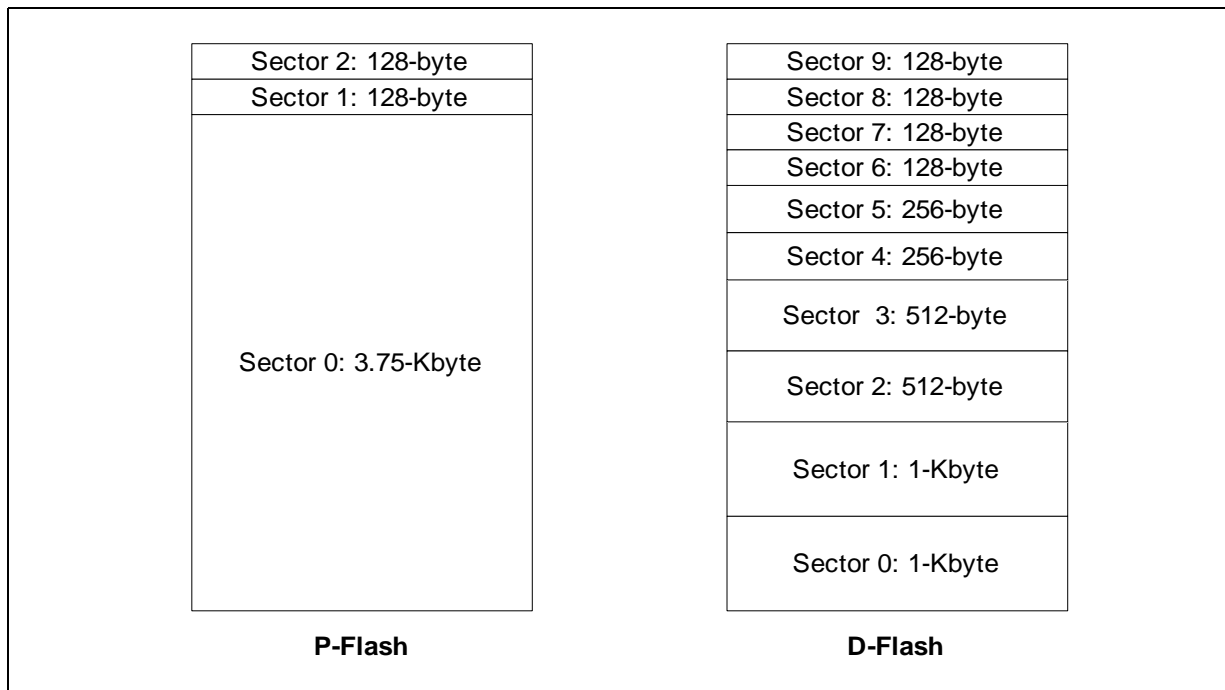 Sector 2: 128-byte
Sector 1: 128-byte
Sector 0: 3.75-Kbyte
P-Flash
Sector 9: 128-byte
Sector 8: 128-byte
Sector 7: 128-byte
Sector 6: 128-byte
Sector 5: 256-byte
Sector 4: 256-byte
Sector 3: 512-byte
Sector 2: 512-byte
Sector 1: 1-Kbyte
Sector 0: 1-Kbyte
D-Flash